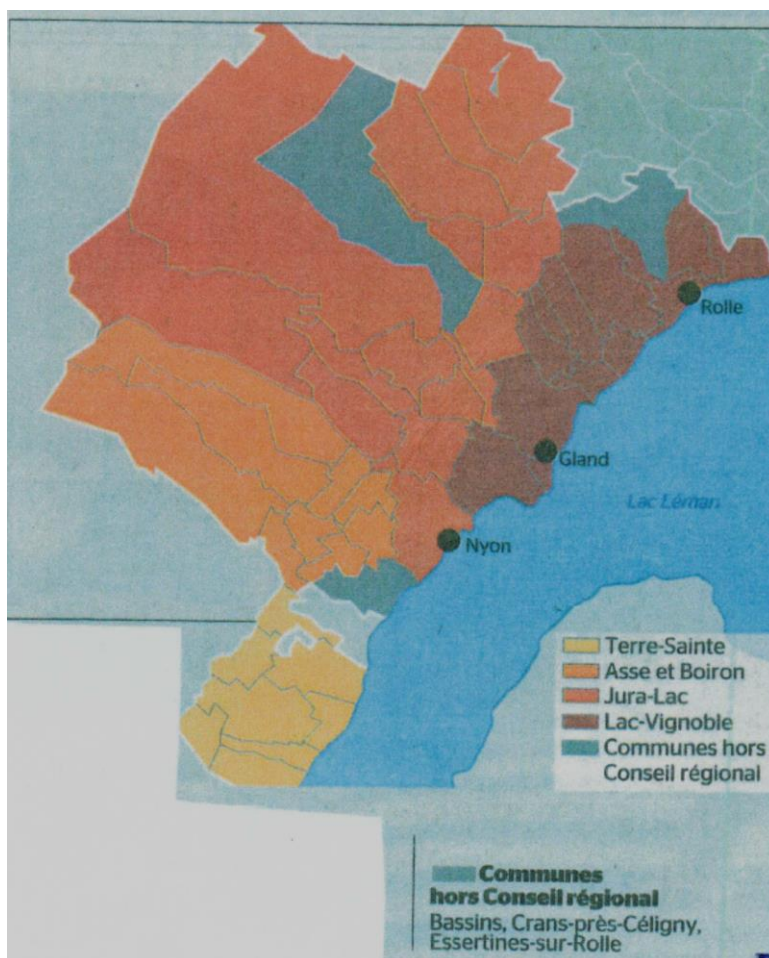 Rolle
Gland
Lac Léman
Nyon
Terre-Sainte
Asse et Boiron
Jura-Lac
Lac-Vignoble
Communes hors
Conseil régional
Communes
hors Conseil régional
Bassins, Crans-près-Céligny,
Essertines-sur-Rolle